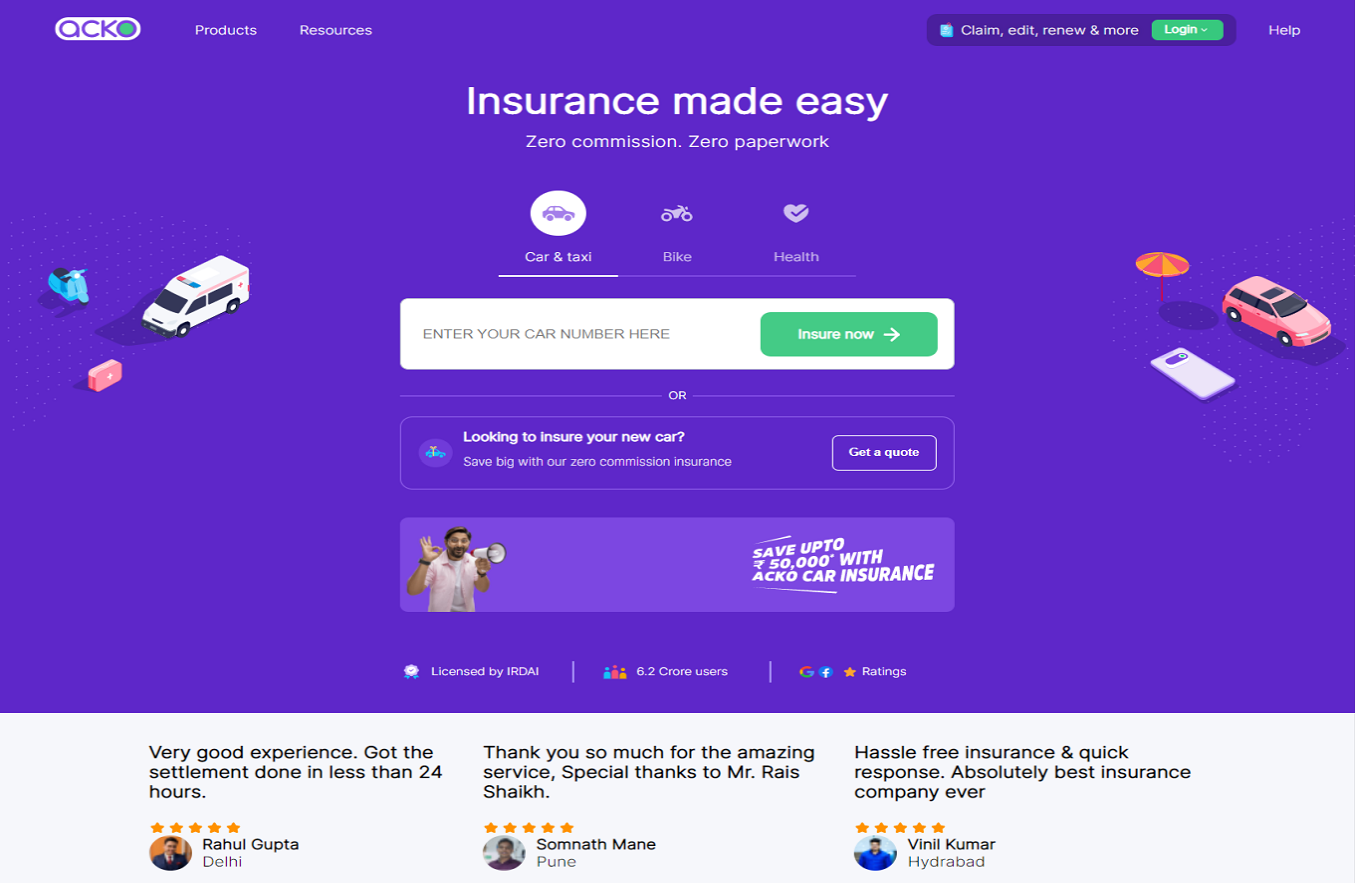 acko
Products
Resources
Claim, edit, renew & more
Login
Help
Insurance made easy
Zero commission. Zero paperwork
Car & taxi
Bike
Health
ENTER YOUR CAR NUMBER HERE
Insure now
OR
Looking to insure your new car?
Save big with our zero commission insurance
Get a quote
SAVE UPTO
₹ 50,000* WITH
ACKO CAR INSURANCE
Licensed by IRDAI
6.2 Crore users
Ratings
Very good experience. Got the
settlement done in less than 24
hours.
Rahul Gupta
Delhi
Thank you so much for the amazing
service, Special thanks to Mr. Rais
Shaikh.
Somnath Mane
Pune
Hassle free insurance & quick
response. Absolutely best insurance
company ever
Vinil Kumar
Hydrabad